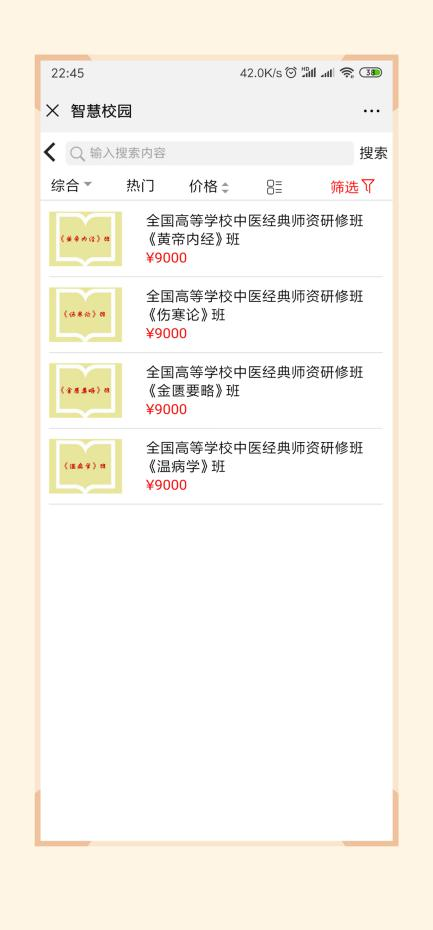 22:45 42.0K/s HD 38
智慧校园
输入搜索内容 搜索
综合 热门 价格 筛选
《黄帝内经》班
全国高等学校中医经典师资研修班
《黄帝内经》班
¥9000
《伤寒论》班
全国高等学校中医经典师资研修班
《伤寒论》班
¥9000
《金匮要略》班
全国高等学校中医经典师资研修班
《金匮要略》班
¥9000
《温病学》班
全国高等学校中医经典师资研修班
《温病学》班
¥9000